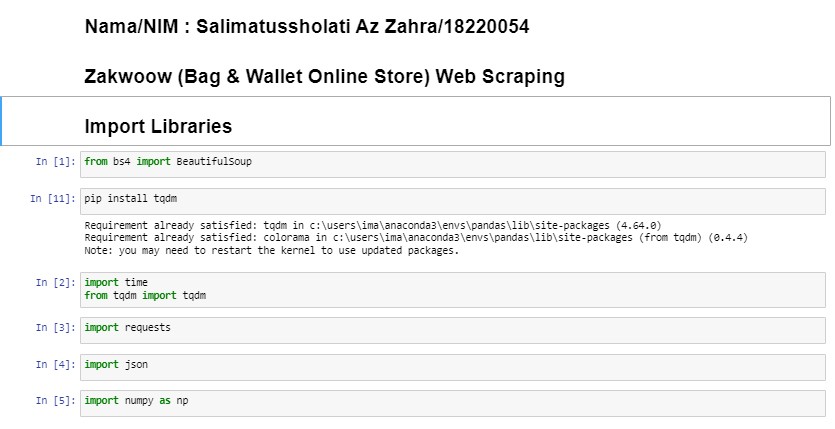 Nama/NIM : Salimatussholati Az Zahra/18220054
Zakwoow (Bag & Wallet Online Store) Web Scraping
Import Libraries
In [1]: from bs4 import BeautifulSoup
In [11]: pip install tqdm
Requirement already satisfied: tqdm in c:\users\ima\anaconda3\envs\pandas\lib\site-packages (4.64.0)
Requirement already satisfied: colorama in c:\users\ima\anaconda3\envs\pandas\lib\site-packages (from tqdm) (0.4.4)
Note: you may need to restart the kernel to use updated packages.
In [2]: import time
from tqdm import tqdm
In [3]: import requests
In [4]: import json
In [5]: import numpy as np